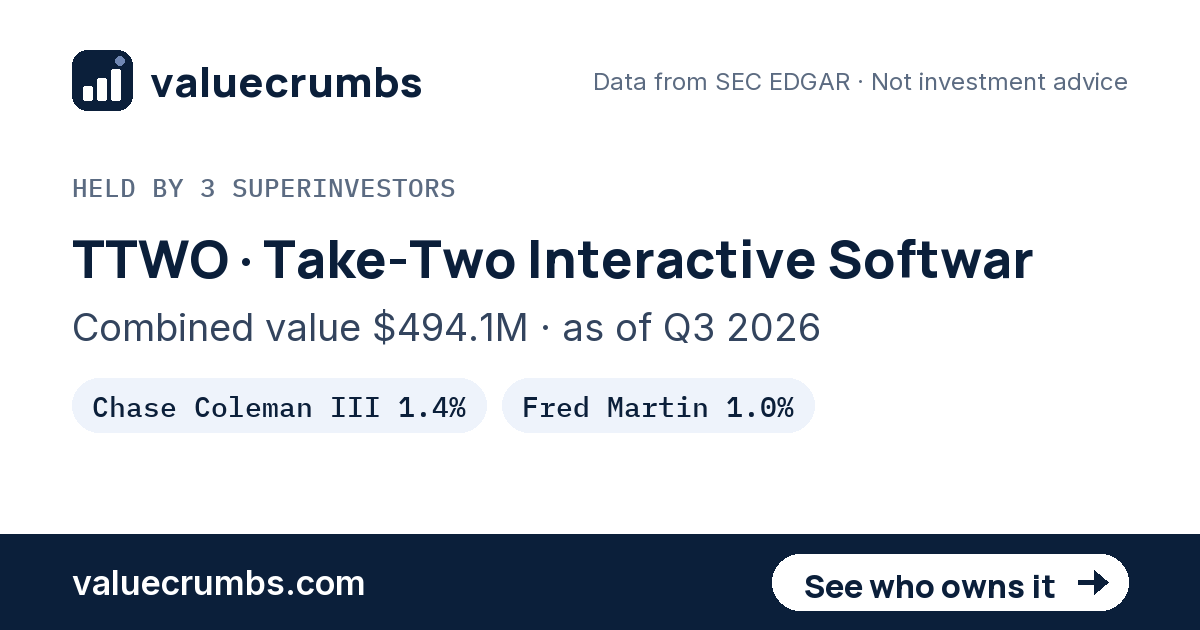 valuecrumbs
Data from SEC EDGAR · Not investment advice
HELD BY 3 SUPERINVESTORS
TTWO · Take-Two Interactive Softwar
Combined value $494.1M · as of Q3 2026
Chase Coleman III 1.4%
Fred Martin 1.0%
valuecrumbs.com
See who owns it →